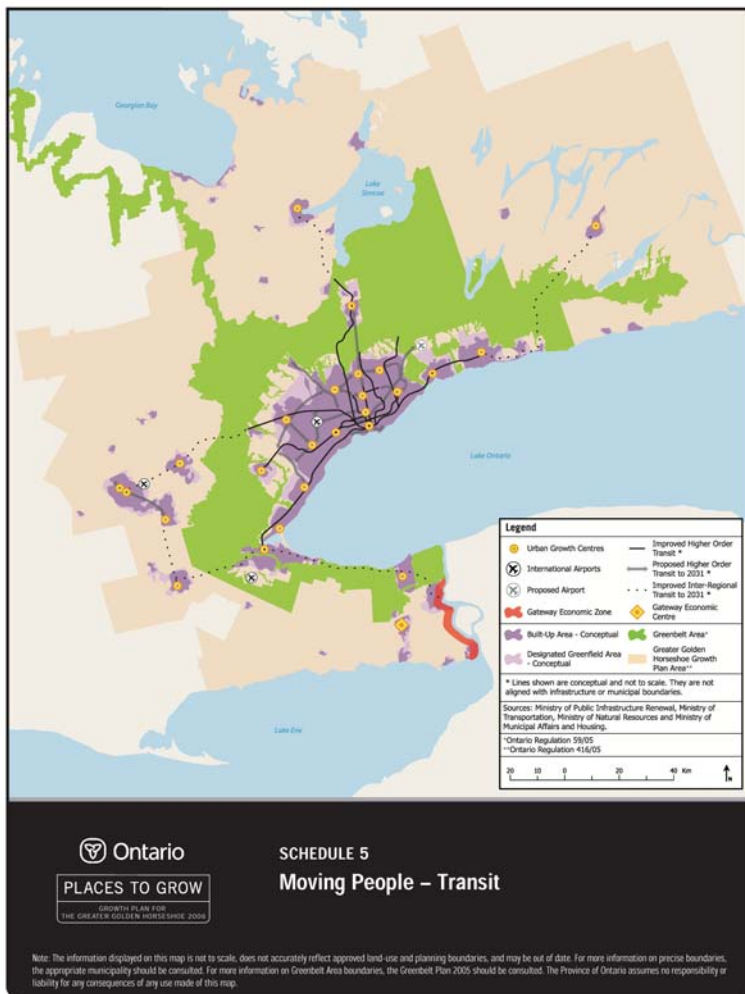 Georgian Bay
Lake
Simcoe
Lake Ontario
Lake Erie
Legend
Urban Growth Centres
International Airports
Proposed Airport
Gateway Economic Zone
Built-Up Area - Conceptual
Designated Greenfield Area
- Conceptual
Improved Higher Order
Transit *
Proposed Higher Order
Transit to 2031 *
Improved Inter-Regional
Transit to 2031 *
Gateway Economic
Centre
Greenbelt Area*
Greater Golden
Horseshoe Growth
Plan Area**
* Lines shown are conceptual and not to scale. They are not
aligned with infrastructure or municipal boundaries.
Sources: Ministry of Public Infrastructure Renewal, Ministry of
Transportation, Ministry of Natural Resources and Ministry of
Municipal Affairs and Housing.
*Ontario Regulation 59/05
**Ontario Regulation 416/05
20 10 0 20 40 Km
N
Ontario
PLACES TO GROW
GROWTH PLAN FOR
THE GREATER GOLDEN HORSESHOE 2006
SCHEDULE 5
Moving People – Transit
Note: The information displayed on this map is not to scale, does not accurately reflect approved land-use and planning boundaries, and may be out of date. For more information on precise boundaries,
the appropriate municipality should be consulted. For more information on Greenbelt Area boundaries, the Greenbelt Plan 2005 should be consulted. The Province of Ontario assumes no responsibility or
liability for any consequences of any use made of this map.